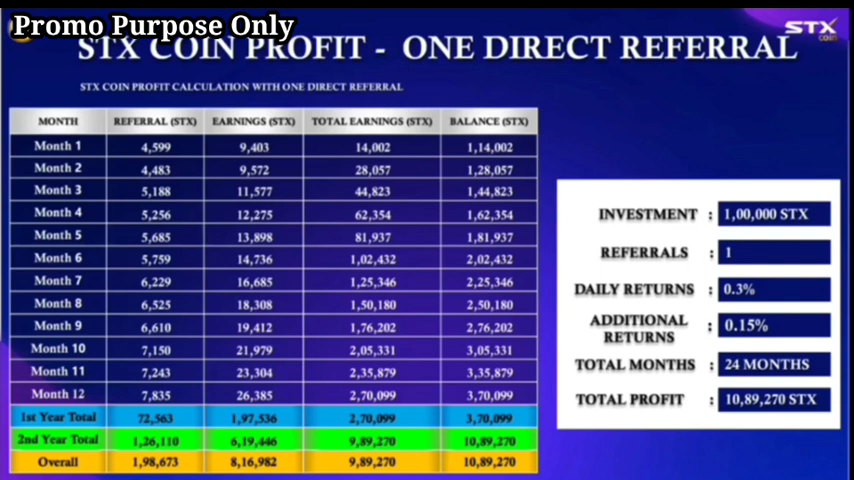 Promo Purpose Only
STX COIN
STX COIN PROFIT - ONE DIRECT REFERRAL
STX COIN PROFIT CALCULATION WITH ONE DIRECT REFERRAL
MONTH REFERRAL (STX) EARNINGS (STX) TOTAL EARNINGS (STX) BALANCE (STX)
Month 1 4,599 9,403 14,002 1,14,002
Month 2 4,483 9,572 28,057 1,28,057
Month 3 5,188 11,577 44,823 1,44,823
Month 4 5,256 12,275 62,354 1,62,354
Month 5 5,685 13,898 81,937 1,81,937
Month 6 5,759 14,736 1,02,432 2,02,432
Month 7 6,229 16,685 1,25,346 2,25,346
Month 8 6,525 18,308 1,50,180 2,50,180
Month 9 6,610 19,412 1,76,202 2,76,202
Month 10 7,150 21,979 2,05,331 3,05,331
Month 11 7,243 23,304 2,35,879 3,35,879
Month 12 7,835 26,385 2,70,099 3,70,099
1st Year Total 72,563 1,97,536 2,70,099 3,70,099
2nd Year Total 1,26,110 6,19,446 9,89,270 10,89,270
Overall 1,98,673 8,16,982 9,89,270 10,89,270
INVESTMENT : 1,00,000 STX
REFERRALS : 1
DAILY RETURNS : 0.3%
ADDITIONAL RETURNS : 0.15%
TOTAL MONTHS : 24 MONTHS
TOTAL PROFIT : 10,89,270 STX